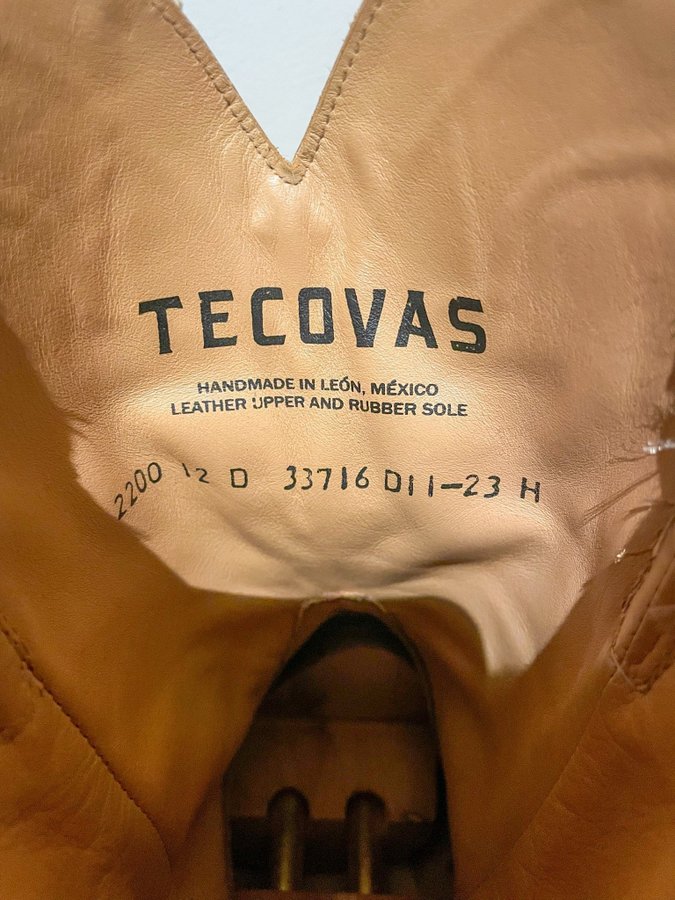 TECOVAS
HANDMADE IN LEÓN, MÉXICO
LEATHER UPPER AND RUBBER SOLE
2200 12 D 33716 D11-23 H